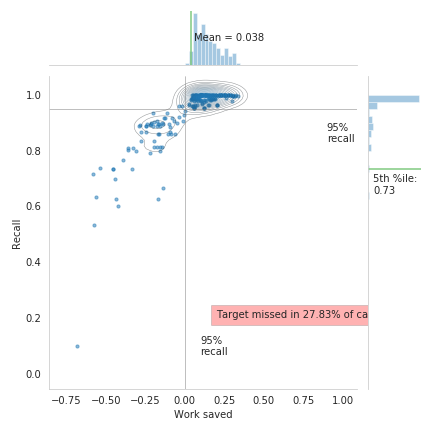 Mean = 0.038
1.0
0.8
0.6
0.4
0.2
0.0
Recall
95%
recall
5th %ile:
0.73
Target missed in 27.83% of ca
95%
recall
−0.75 −0.50 −0.25 0.00 0.25 0.50 0.75 1.00
Work saved